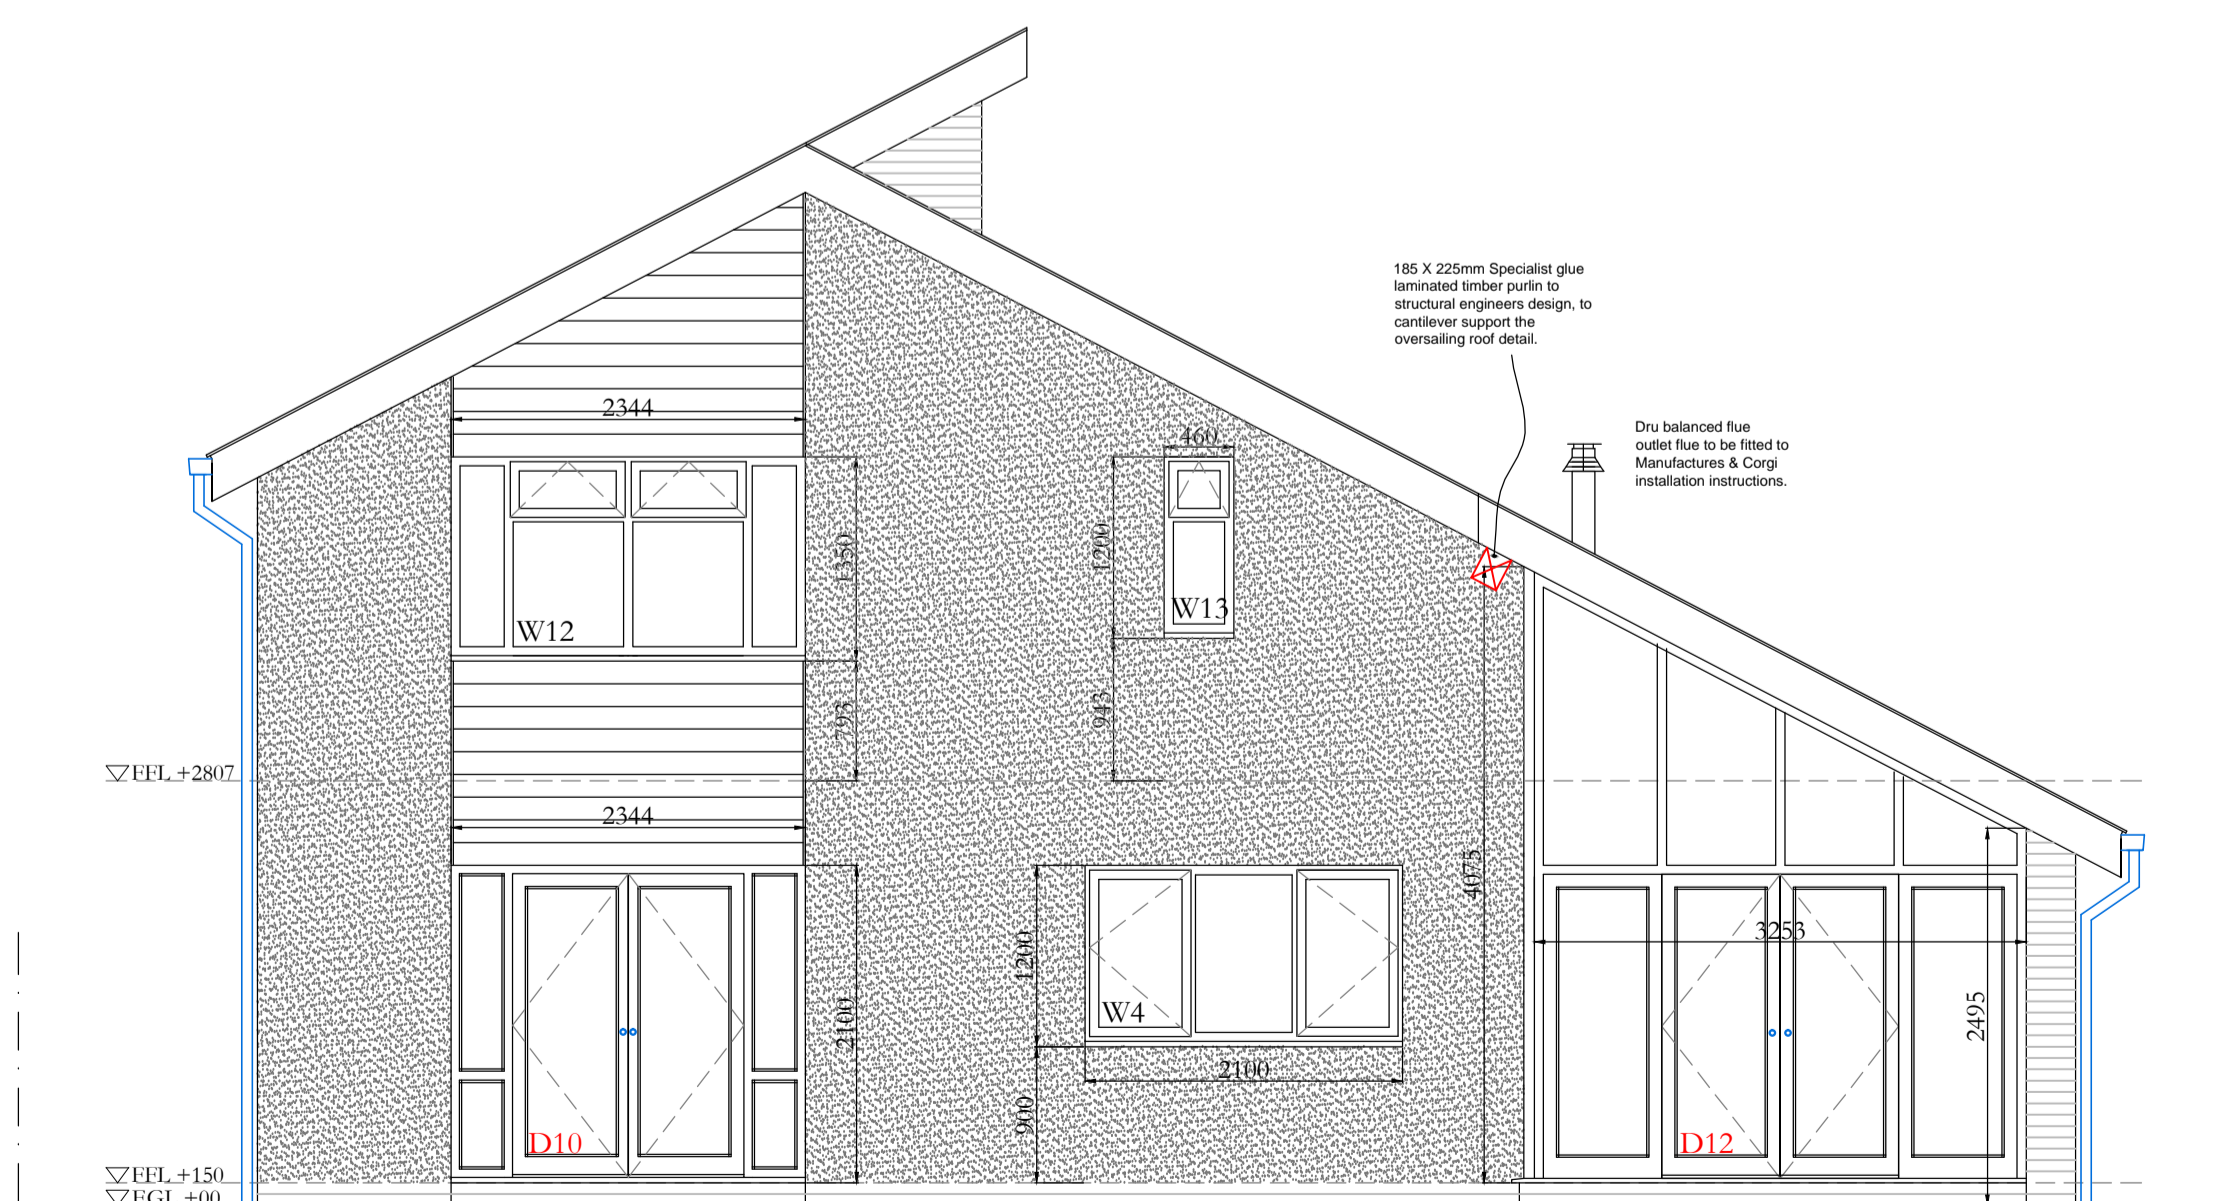 185 X 225mm Specialist glue
laminated timber purlin to
structural engineers design, to
cantilever support the
oversailing roof detail.
Dru balanced flue
outlet flue to be fitted to
Manufactures & Corgi
installation instructions.
2344
460
1350
1200
W12
W13
793
943
FFL +2807
2344
4075
1200
3253
W4
2100
2495
2100
900
D10
D12
FFL +150
FGL +00